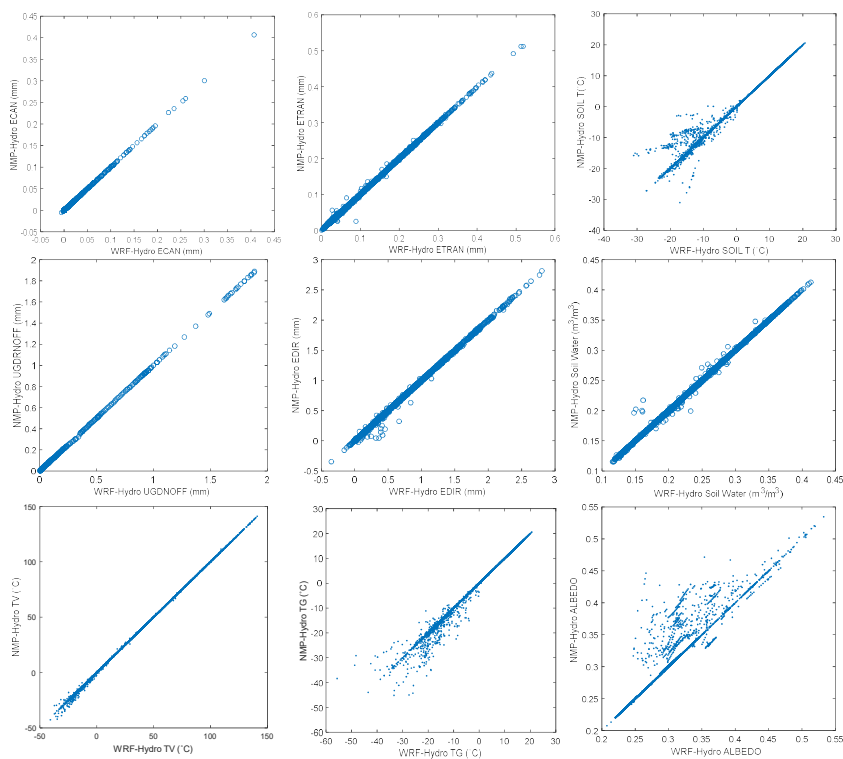 NMP-Hydro ECAN (mm)
0.45
0.4
0.35
0.3
0.25
0.2
0.15
0.1
0.05
0
-0.05
-0.05 0 0.05 0.1 0.15 0.2 0.25 0.3 0.35 0.4 0.45
WRF-Hydro ECAN (mm)
NMP-Hydro ETRAN (mm)
0.6
0.5
0.4
0.3
0.2
0.1
0
0 0.1 0.2 0.3 0.4 0.5 0.6
WRF-Hydro ETRAN (mm)
NMP-Hydro SOIL T(°C)
30
20
10
0
-10
-20
-30
-40
-40 -30 -20 -10 0 10 20 30
WRF-Hydro SOIL T (°C)
NMP-Hydro UGDRNOFF (mm)
2
1.8
1.6
1.4
1.2
1
0.8
0.6
0.4
0.2
0
0 0.5 1 1.5 2
WRF-Hydro UGDNOFF (mm)
NMP-Hydro EDIR (mm)
3
2.5
2
1.5
1
0.5
0
-0.5
-0.5 0 0.5 1 1.5 2 2.5 3
WRF-Hydro EDIR (mm)
NMP-Hydro Soil Water (m³/m³)
0.45
0.4
0.35
0.3
0.25
0.2
0.15
0.1
0.1 0.15 0.2 0.25 0.3 0.35 0.4 0.45
WRF-Hydro Soil Water (m³/m³)
NMP-Hydro TV (°C)
150
100
50
0
-50
-50 0 50 100 150
WRF-Hydro TV (°C)
NMP-Hydro TG (°C)
30
20
10
0
-10
-20
-30
-40
-50
-60
-60 -50 -40 -30 -20 -10 0 10 20 30
WRF-Hydro TG (°C)
NMP-Hydro ALBEDO
0.55
0.5
0.45
0.4
0.35
0.3
0.25
0.2
0.2 0.25 0.3 0.35 0.4 0.45 0.5 0.55
WRF-Hydro ALBEDO